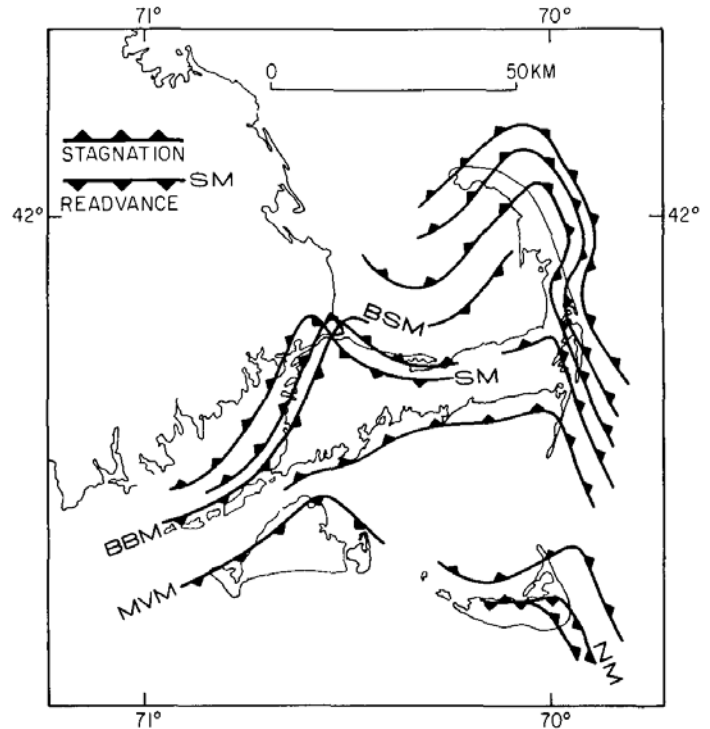 71°
70°
0
50KM
STAGNATION
SM
READVANCE
42°
42°
BSM
SM
BBM
MVM
NM
71°
70°